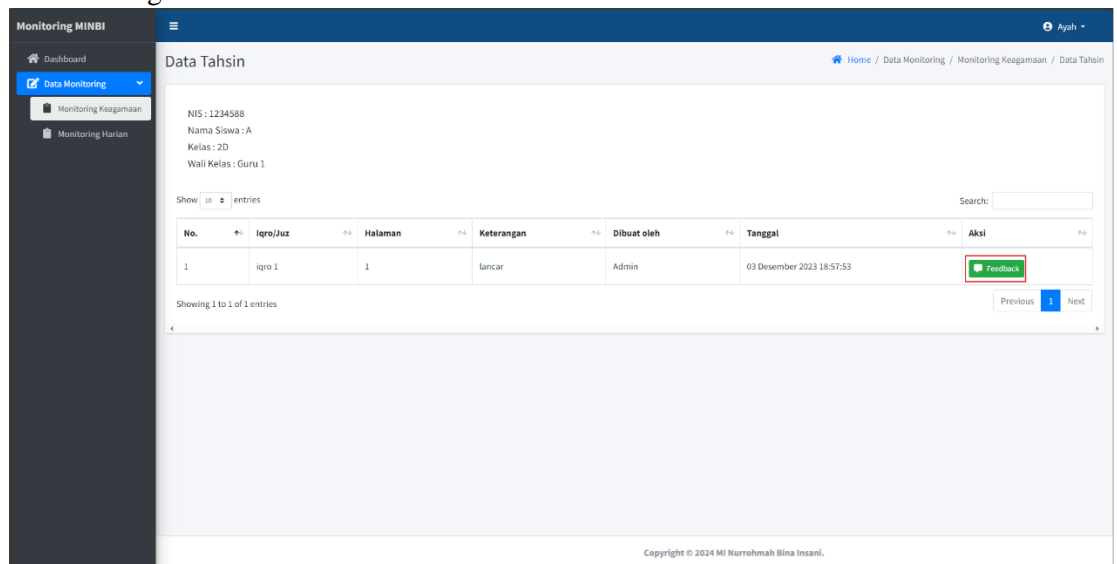 Monitoring MINBI
Ayah
Dashboard
Data Monitoring
Monitoring Keagamaan
Monitoring Harian
Data Tahsin
Home / Data Monitoring / Monitoring Keagamaan / Data Tahsin
NIS : 1234588
Nama Siswa : A
Kelas : 2D
Wali Kelas : Guru 1
Show 10 entries
Search:
No. Iqro/Juz Halaman Keterangan Dibuat oleh Tanggal Aksi
1 iqro 1 1 lancar Admin 03 Desember 2023 18:57:53 Feedback
Showing 1 to 1 of 1 entries
Previous 1 Next
Copyright © 2024 MI Nurrohmah Bina Insani.